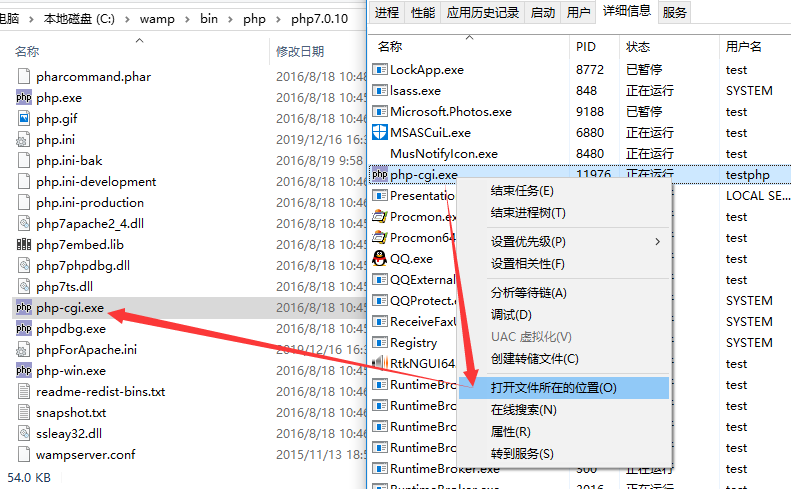 电脑 › 本地磁盘 (C:) › wamp › bin › php › php7.0.10
名称 修改日期
pharcommand.phar 2016/8/18 10:48
php.exe 2016/8/18 10:4
php.gif 2016/8/18 10:4
php.ini 2019/12/16 16:3
php.ini-bak 2016/8/19 9:58
php.ini-development 2016/8/18 10:4
php.ini-production 2016/8/18 10:4
php7apache2_4.dll 2016/8/18 10:4
php7embed.lib 2016/8/18 10:4
php7phpdbg.dll 2016/8/18 10:4
php7ts.dll 2016/8/18 10:4
php-cgi.exe 2016/8/18 10:4
phpdbg.exe 2016/8/18 10:4
phpForApache.ini 2019/12/16 16:3
php-win.exe 2016/8/18 10:4
readme-redist-bins.txt 2016/8/18 10:4
snapshot.txt 2016/8/18 10:4
ssleay32.dll 2016/8/18 10:4
wampserver.conf 2015/11/13 18:5
54.0 KB
进程 性能 应用历史记录 启动 用户 详细信息 服务
名称 PID 状态 用户名
LockApp.exe 8772 已暂停 test
lsass.exe 848 正在运行 SYSTEM
Microsoft.Photos.exe 9188 已暂停 test
MSASCuiL.exe 6880 正在运行 test
MusNotifyIcon.exe 8480 正在运行 test
php-cgi.exe 11976 正在运行 testphp
Presentatio LOCAL SE...
Procmon.ex test
Procmon64 test
QQ.exe test
QQExternal test
QQProtect.e SYSTEM
ReceiveFaxU SYSTEM
Registry SYSTEM
RtkNGUI64. test
RuntimeBro test
RuntimeBro test
RuntimeBro test
RuntimeBro test
RuntimeBroker.exe 正在运行 test
结束任务(E)
结束进程树(T)
设置优先级(P)
设置相关性(F)
分析等待链(A)
调试(D)
UAC 虚拟化(V)
创建转储文件(C)
打开文件所在的位置(O)
在线搜索(N)
属性(R)
转到服务(S)